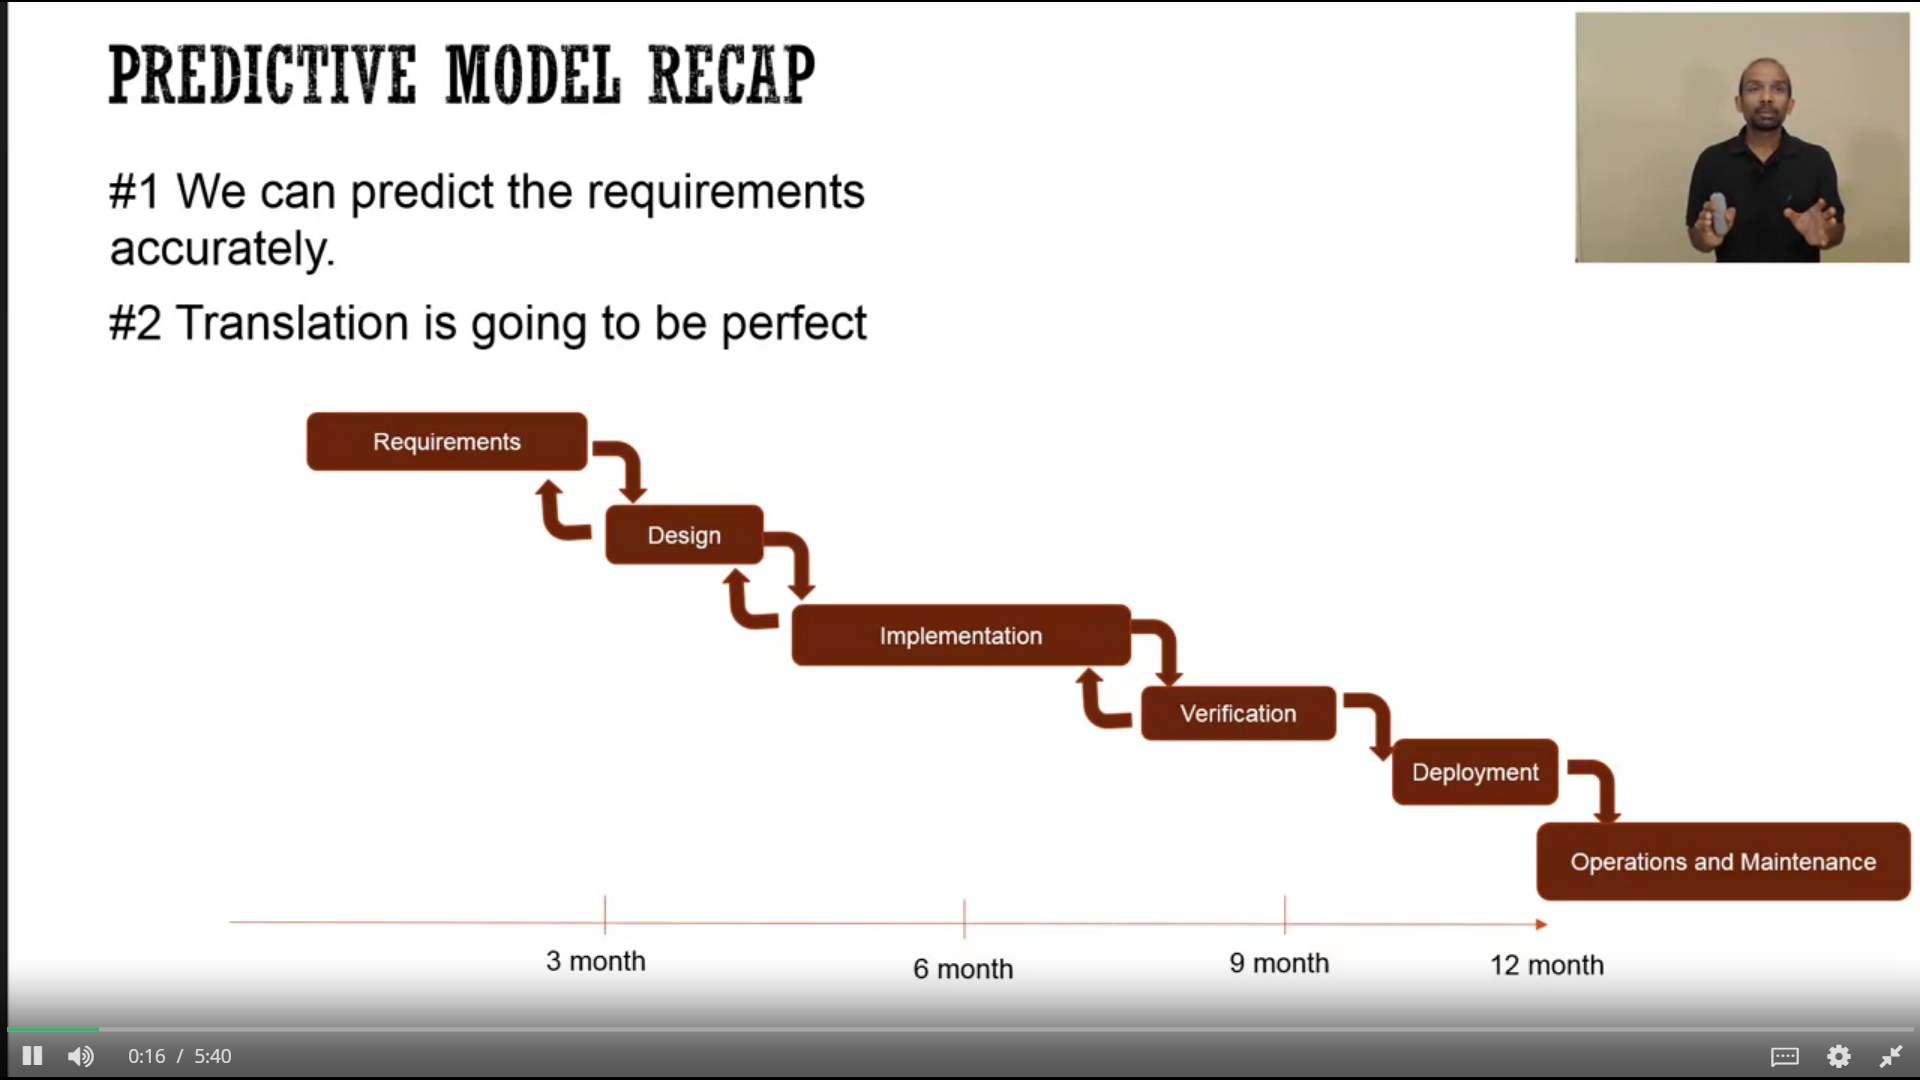 PREDICTIVE MODEL RECAP
#1 We can predict the requirements
accurately.
#2 Translation is going to be perfect
Requirements
Design
Implementation
Verification
Deployment
Operations and Maintenance
3 month
6 month
9 month
12 month
0:16 / 5:40